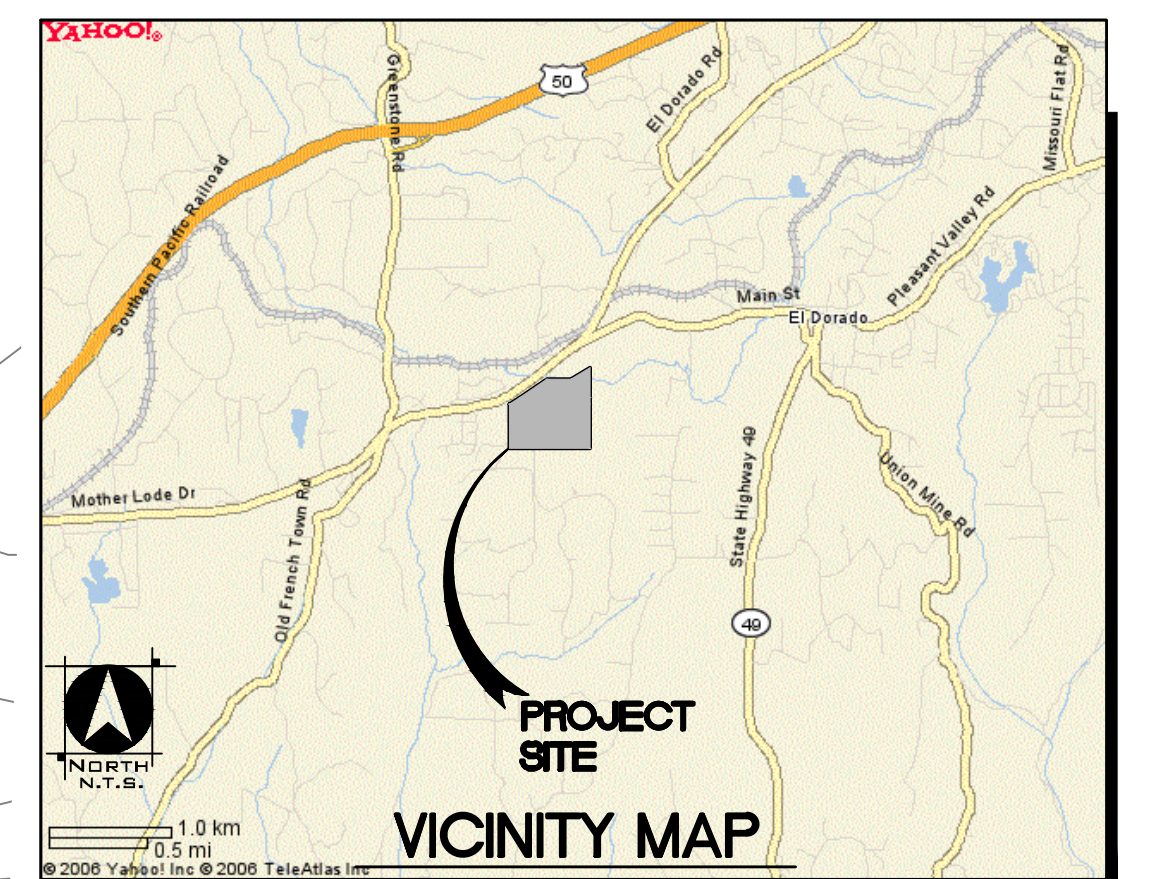 YAHOO!®
50
Greenstone Rd
El Dorado Rd
Missouri Flat Rd
Southern Pacific Railroad
Pleasant Valley Rd
Main St
El Dorado
Mother Lode Dr
Old French Town Rd
State Highway 49
Union Mine Rd
49
PROJECT
SITE
NORTH
N.T.S.
VICINITY MAP
1.0 km
0.5 mi
© 2006 Yahoo! Inc © 2006 TeleAtlas Inc